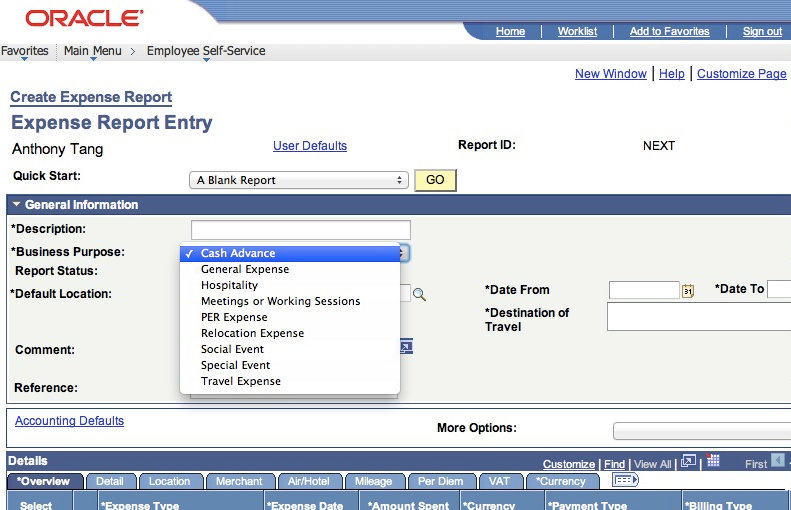 ORACLE®
Home | Worklist | Add to Favorites | Sign out
Favorites Main Menu > Employee Self-Service
New Window | Help | Customize Page
Create Expense Report
Expense Report Entry
Anthony Tang User Defaults Report ID: NEXT
Quick Start: A Blank Report GO
General Information
*Description:
*Business Purpose: ✓ Cash Advance
General Expense
Hospitality
Meetings or Working Sessions
PER Expense
Relocation Expense
Social Event
Special Event
Travel Expense
Report Status:
*Default Location: *Date From 31 *Date To
*Destination of
Travel
Comment:
Reference:
Accounting Defaults More Options:
Details Customize | Find | View All | First
*Overview Detail Location Merchant Air/Hotel Mileage Per Diem VAT *Currency
Select *Expense Type *Expense Date *Amount Spent *Currency *Payment Type *Billing Type